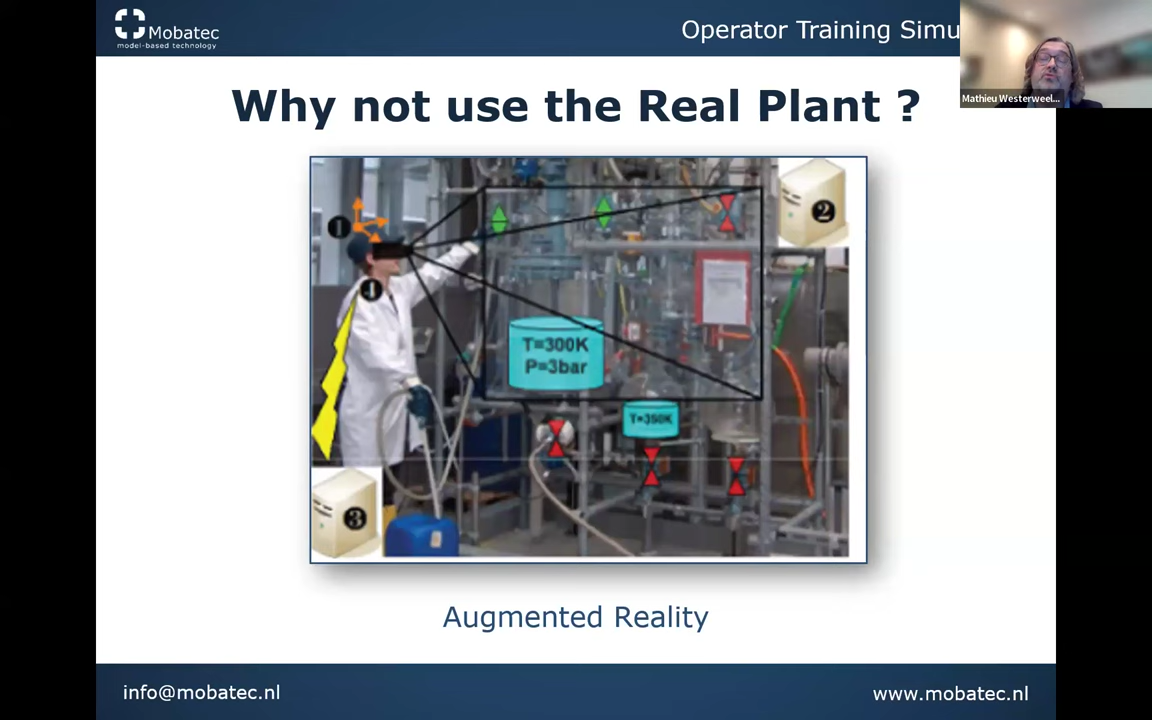 Mobatec
model-based technology
Operator Training Simu
Mathieu Westerweel...
Why not use the Real Plant ?
1
2
4
T=300K
P=3bar
T=350K
3
Augmented Reality
info@mobatec.nl
www.mobatec.nl